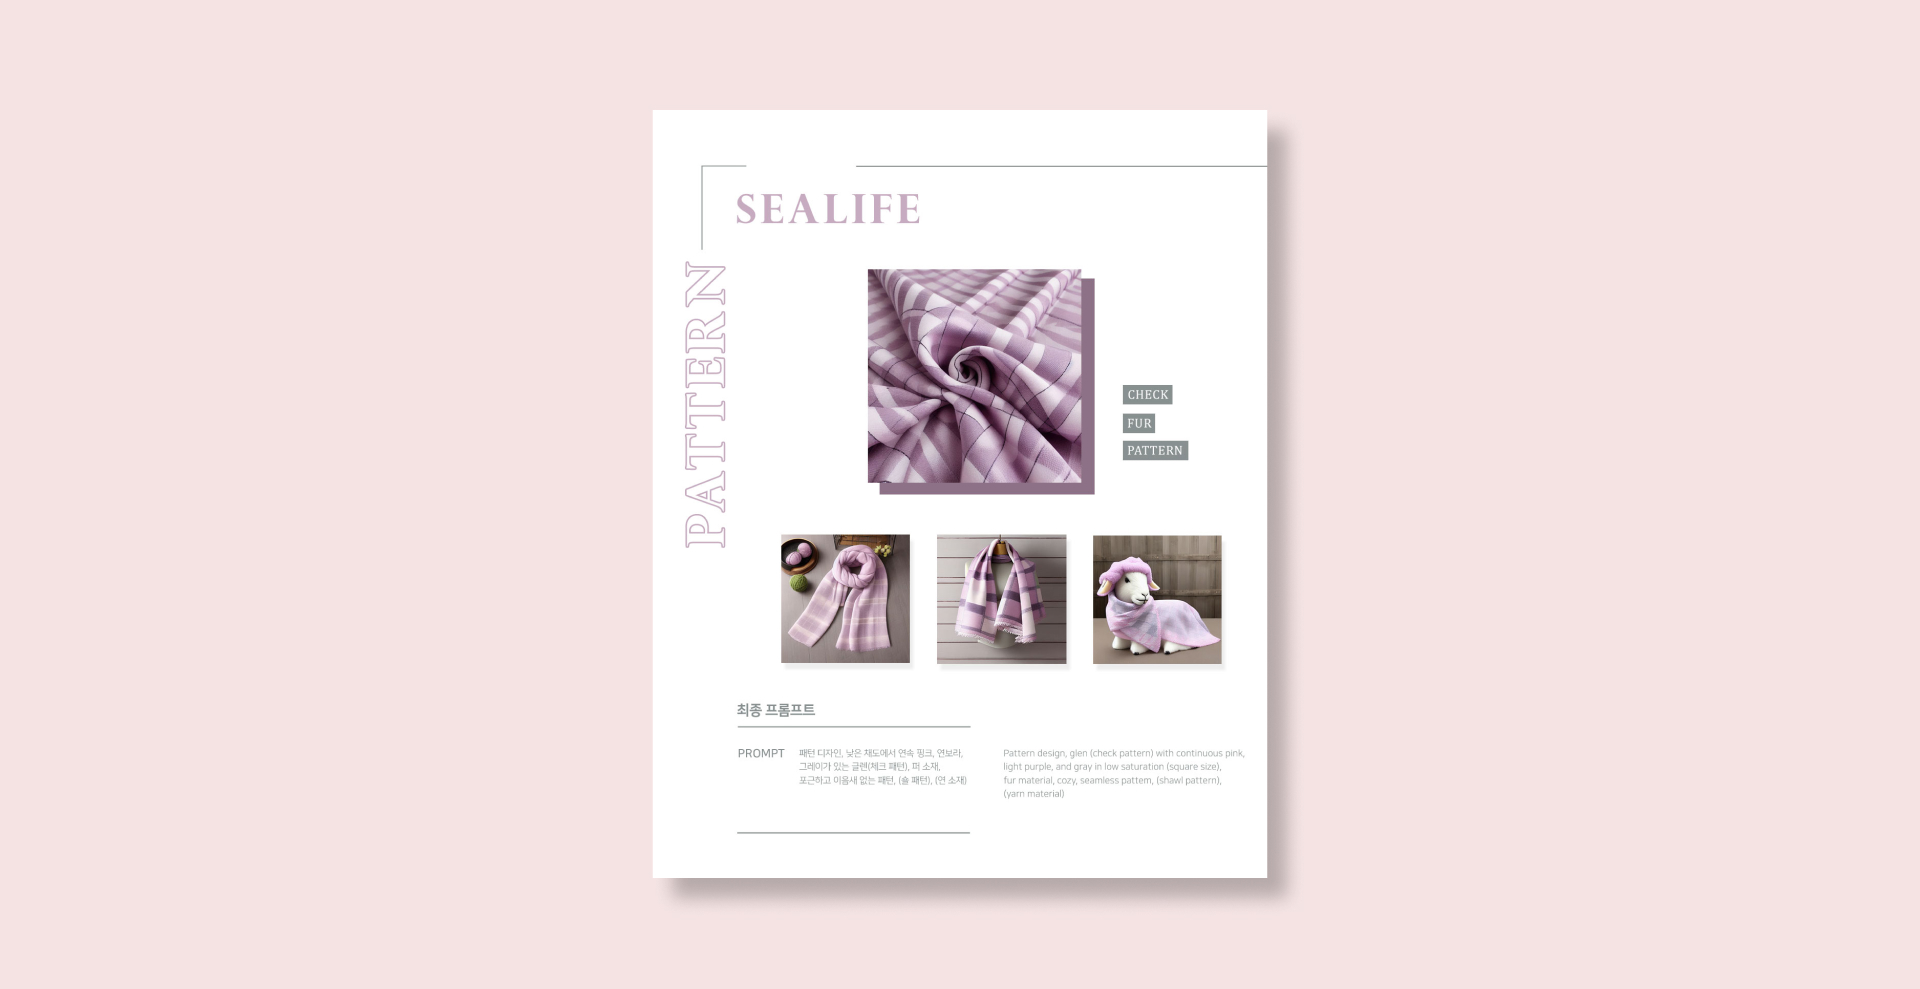 SEALIFE
PATTERN
CHECK
FUR
PATTERN
최종 프롬프트
PROMPT
패턴 디자인, 낮은 채도에서 연속 핑크, 연보라,
그레이가 있는 글렌(체크 패턴), 퍼 소재,
포근하고 이음새 없는 패턴, (숄 패턴), (연 소재)
Pattern design, glen (check pattern) with continuous pink,
light purple, and gray in low saturation (square size),
fur material, cozy, seamless pattem, (shawl pattern),
(yarn material)